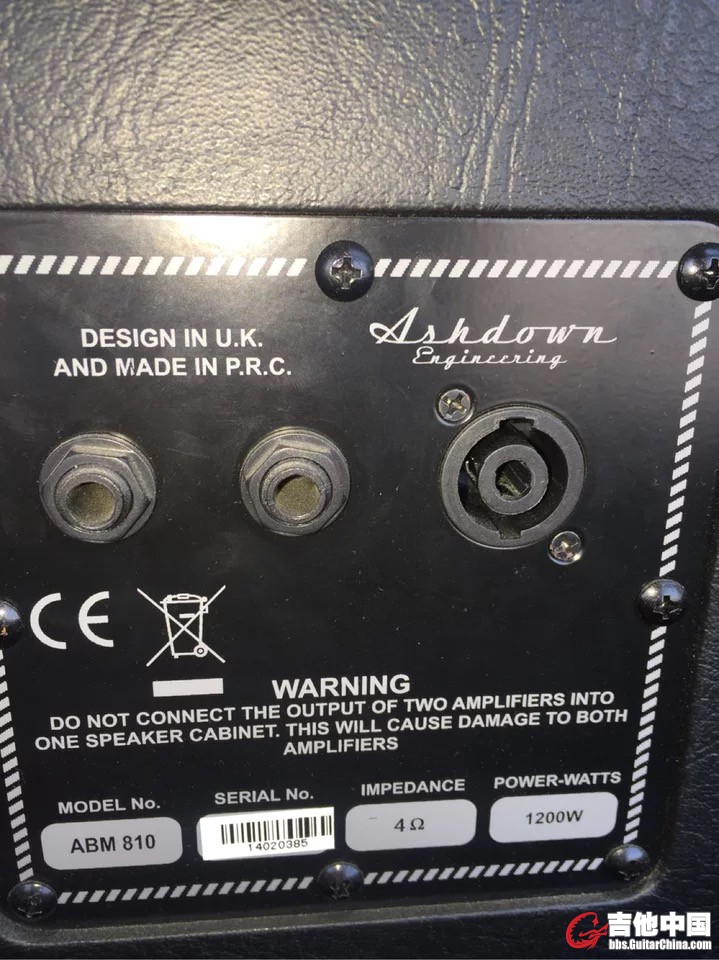 DESIGN IN U.K.
AND MADE IN P.R.C.
Ashdown
Engineering
CE
WARNING
DO NOT CONNECT THE OUTPUT OF TWO AMPLIFIERS INTO
ONE SPEAKER CABINET. THIS WILL CAUSE DAMAGE TO BOTH
AMPLIFIERS
MODEL No.
SERIAL No.
IMPEDANCE
POWER-WATTS
ABM 810
14020385
4Ω
1200W
吉他中国
bbs.GuitarChina.com